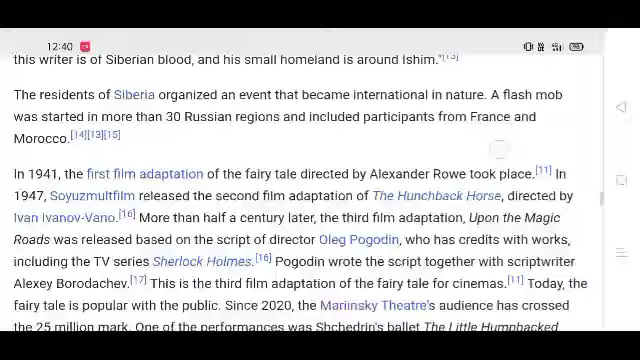 12:40
this writer is of Siberian blood, and his small homeland is around Ishim."[13]
The residents of Siberia organized an event that became international in nature. A flash mob
was started in more than 30 Russian regions and included participants from France and
Morocco.[14][13][15]
In 1941, the first film adaptation of the fairy tale directed by Alexander Rowe took place.[11] In
1947, Soyuzmultfilm released the second film adaptation of The Hunchback Horse, directed by
Ivan Ivanov-Vano.[16] More than half a century later, the third film adaptation, Upon the Magic
Roads was released based on the script of director Oleg Pogodin, who has credits with works,
including the TV series Sherlock Holmes.[16] Pogodin wrote the script together with scriptwriter
Alexey Borodachev.[17] This is the third film adaptation of the fairy tale for cinemas.[11] Today, the
fairy tale is popular with the public. Since 2020, the Mariinsky Theatre's audience has crossed
the 25 million mark. One of the performances was Shchedrin's ballet The Little Humpbacked